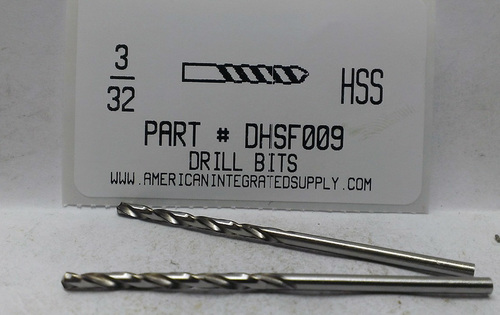 3
32
HSS
PART # DHSF009
DRILL BITS
WWW.AMERICANINTEGRATEDSUPPLY.COM